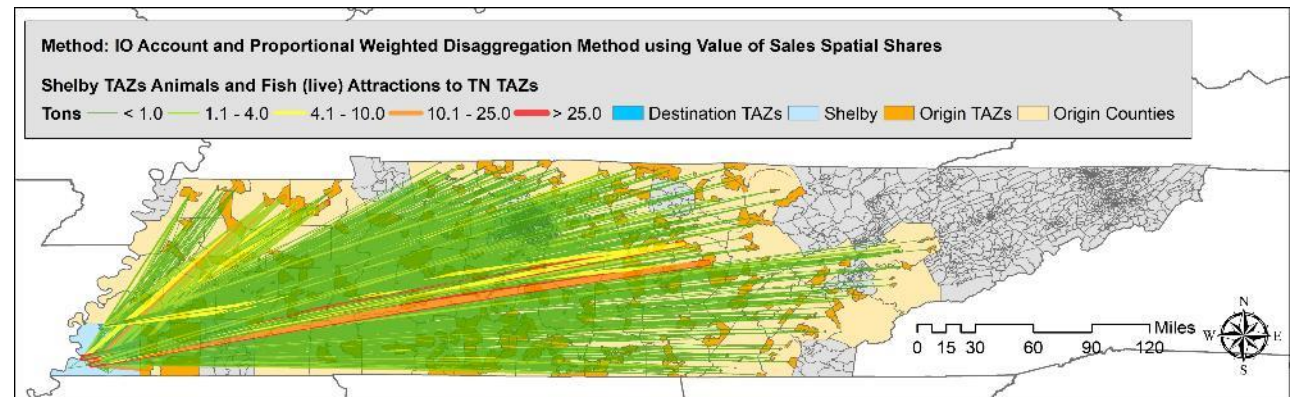 Method: IO Account and Proportional Weighted Disaggregation Method using Value of Sales Spatial Shares
Shelby TAZs Animals and Fish (live) Attractions to TN TAZs
Tons < 1.0 1.1 - 4.0 4.1 - 10.0 10.1 - 25.0 > 25.0 Destination TAZs Shelby Origin TAZs Origin Counties
N
W E
S
Miles
0 15 30 60 90 120